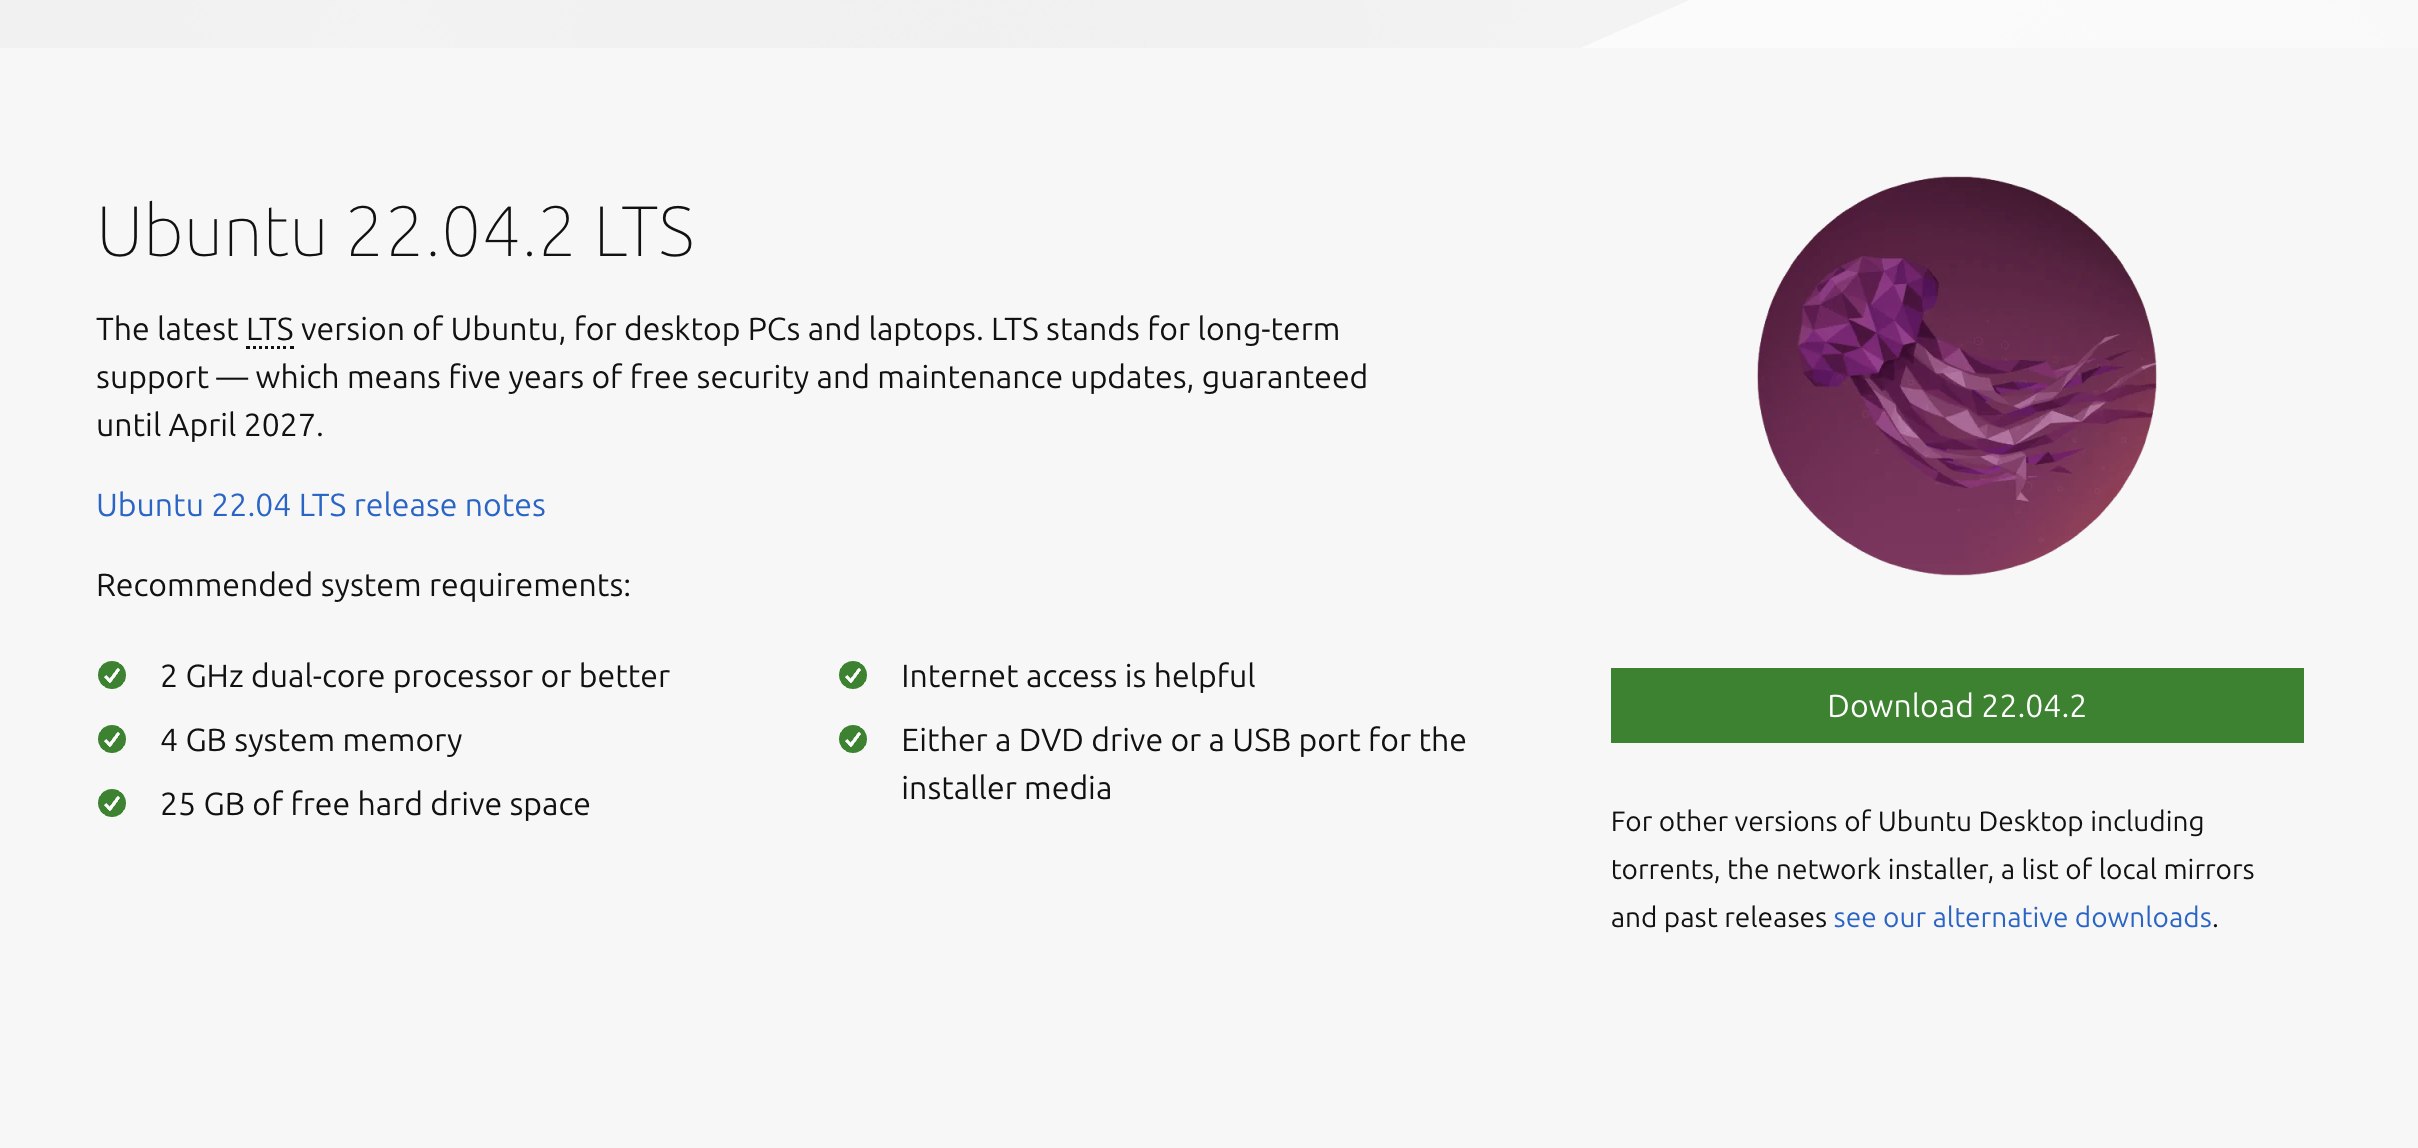 Ubuntu 22.04.2 LTS
The latest LTS version of Ubuntu, for desktop PCs and laptops. LTS stands for long-term
support — which means five years of free security and maintenance updates, guaranteed
until April 2027.
Ubuntu 22.04 LTS release notes
Recommended system requirements:
2 GHz dual-core processor or better
4 GB system memory
25 GB of free hard drive space
Internet access is helpful
Either a DVD drive or a USB port for the
installer media
Download 22.04.2
For other versions of Ubuntu Desktop including
torrents, the network installer, a list of local mirrors
and past releases see our alternative downloads.